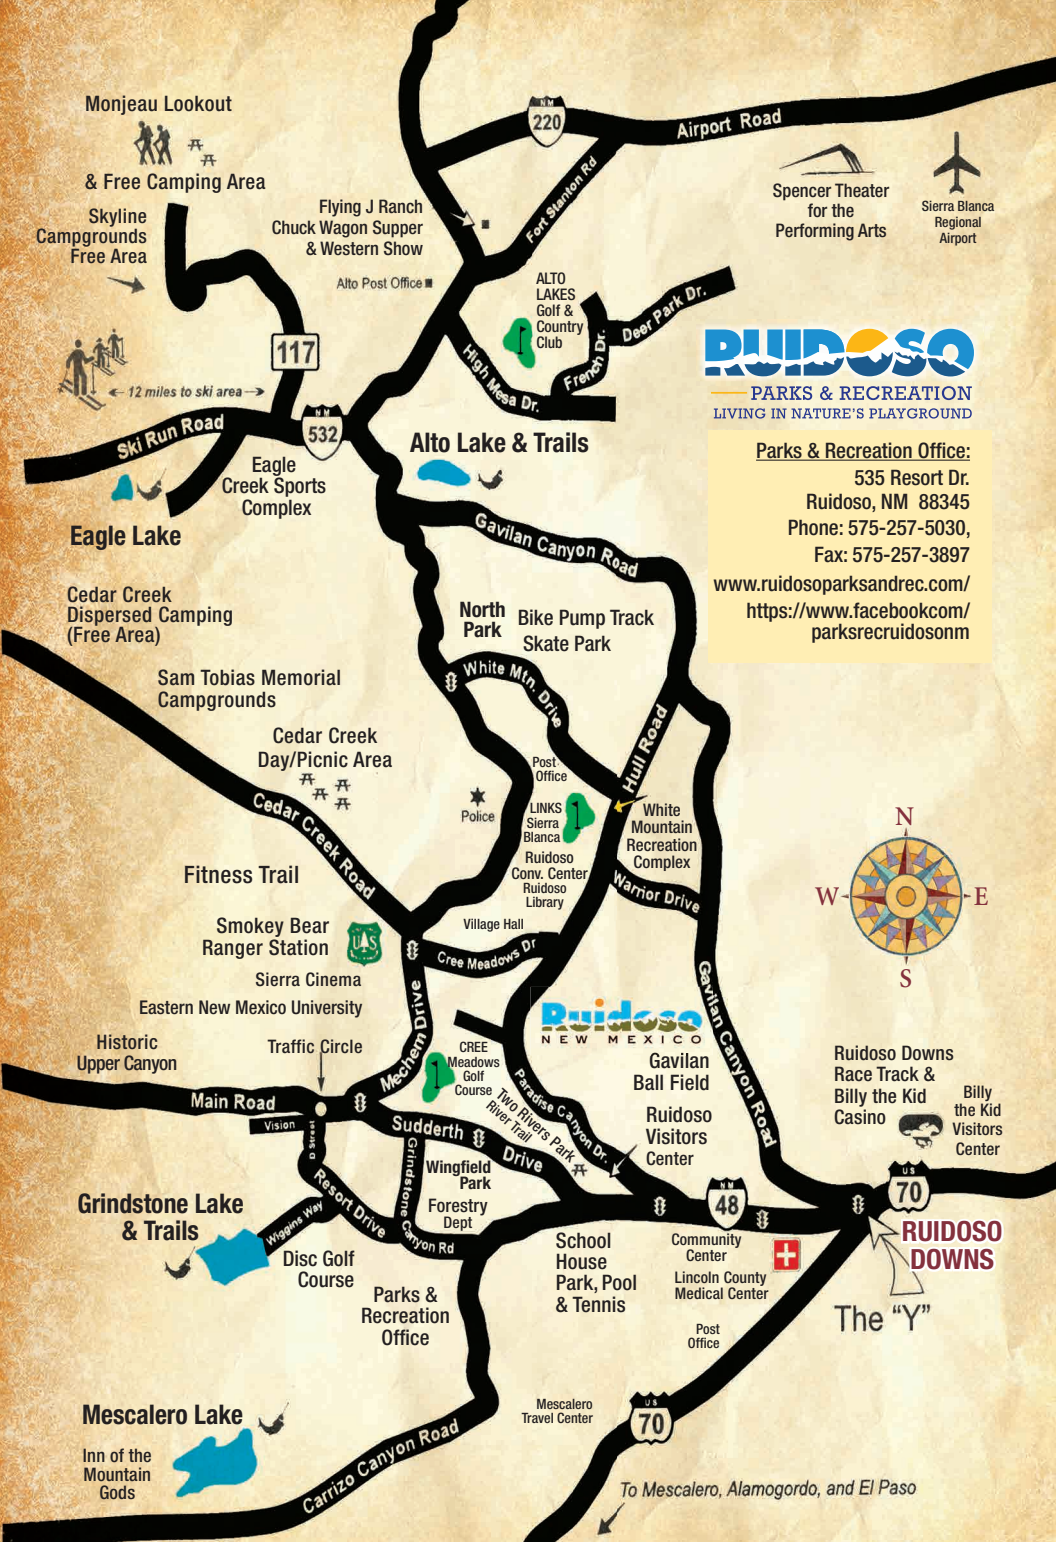 Monjeau Lookout
& Free Camping Area
Skyline
Campgrounds
Free Area
NM
220
Airport Road
Fort Stanton Rd
Spencer Theater
for the
Performing Arts
Sierra Blanca
Regional
Airport
Flying J Ranch
Chuck Wagon Supper
& Western Show
Alto Post Office
ALTO
LAKES
Golf &
Country
Club
Deer Park Dr.
French Dr.
High Mesa Dr.
117
12 miles to ski area
Ski Run Road
NM
532
RUIDOSO
PARKS & RECREATION
LIVING IN NATURE'S PLAYGROUND
Parks & Recreation Office:
535 Resort Dr.
Ruidoso, NM 88345
Phone: 575-257-5030,
Fax: 575-257-3897
www.ruidosoparksandrec.com/
https://www.facebookcom/
parksrecruidosonm
Alto Lake & Trails
Eagle
Creek Sports
Complex
Eagle Lake
Gavilan Canyon Road
Cedar Creek
Dispersed Camping
(Free Area)
North
Park
Bike Pump Track
Skate Park
White Mtn. Drive
Sam Tobias Memorial
Campgrounds
Cedar Creek
Day/Picnic Area
Hull Road
Post
Office
Police
LINKS
Sierra
Blanca
White
Mountain
Recreation
Complex
Ruidoso
Conv. Center
Ruidoso
Library
Warrior Drive
Cedar Creek Road
Fitness Trail
N
W
E
S
Village Hall
Smokey Bear
Ranger Station
US
Cree Meadows Dr
Sierra Cinema
Eastern New Mexico University
Mechem Drive
Gavilan Canyon Road
Ruidoso
NEW MEXICO
Historic
Upper Canyon
Traffic Circle
CREE
Meadows
Golf
Course
Gavilan
Ball Field
Ruidoso Downs
Race Track &
Billy the Kid
Casino
Billy
the Kid
Visitors
Center
Paradise Canyon Dr.
Two Rivers Park
River Trail
Ruidoso
Visitors
Center
Main Road
Vision
D Street
Sudderth
Drive
Grindstone Canyon Rd
Wingfield
Park
Forestry
Dept
Resort Drive
Wiggins Way
Grindstone Lake
& Trails
NM
48
US
70
RUIDOSO
DOWNS
The "Y"
Disc Golf
Course
Parks &
Recreation
Office
School
House
Park, Pool
& Tennis
Community
Center
Lincoln County
Medical Center
Post
Office
Mescalero Lake
Inn of the
Mountain
Gods
Carrizo Canyon Road
Mescalero
Travel Center
US
70
To Mescalero, Alamogordo, and El Paso